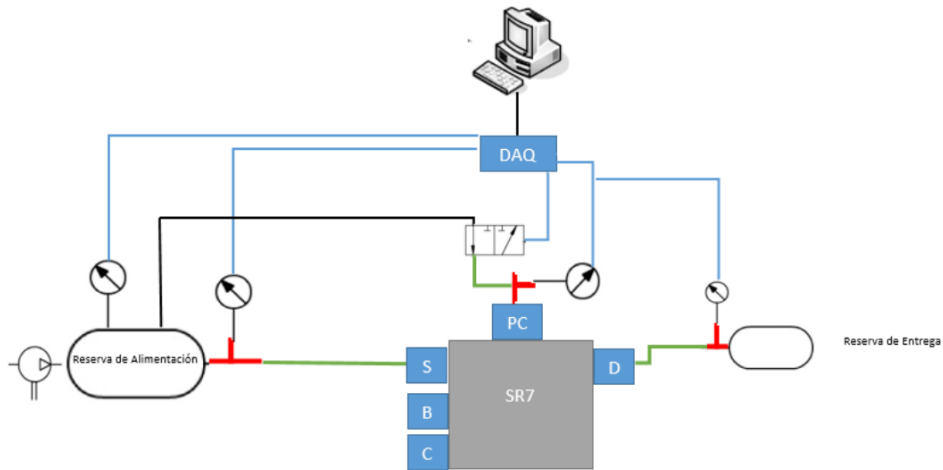 DAQ
PC
Reserva de Alimentación
S
D
Reserva de Entrega
SR7
B
C